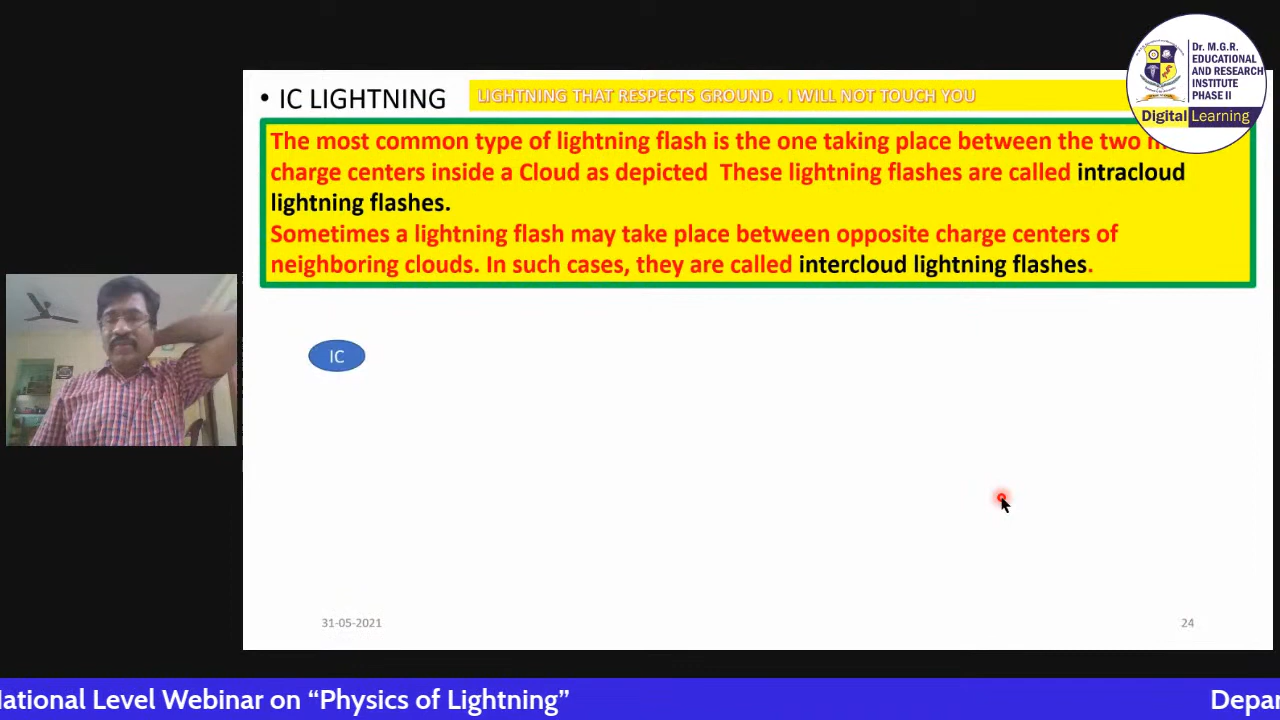 • IC LIGHTNING
LIGHTNING THAT RESPECTS GROUND . I WILL NOT TOUCH YOU
Dr. M.G.R.
EDUCATIONAL
AND RESEARCH
INSTITUTE
PHASE II
Digital Learning
The most common type of lightning flash is the one taking place between the two
charge centers inside a Cloud as depicted These lightning flashes are called intracloud
lightning flashes.
Sometimes a lightning flash may take place between opposite charge centers of
neighboring clouds. In such cases, they are called intercloud lightning flashes.
IC
31-05-2021
24
National Level Webinar on “Physics of Lightning”
Depar